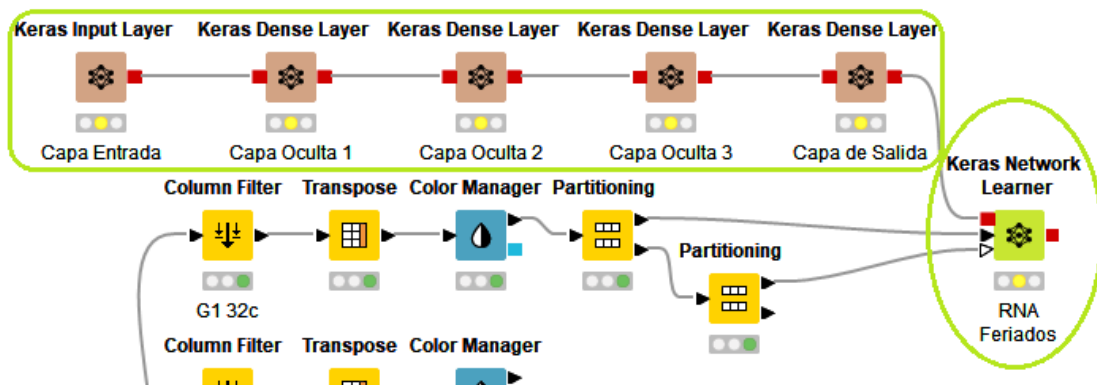 Keras Input Layer Keras Dense Layer Keras Dense Layer Keras Dense Layer Keras Dense Layer
Capa Entrada Capa Oculta 1 Capa Oculta 2 Capa Oculta 3 Capa de Salida
Keras Network
Learner
Column Filter Transpose Color Manager Partitioning
Partitioning
G1 32c
RNA
Feriados
Column Filter Transpose Color Manager